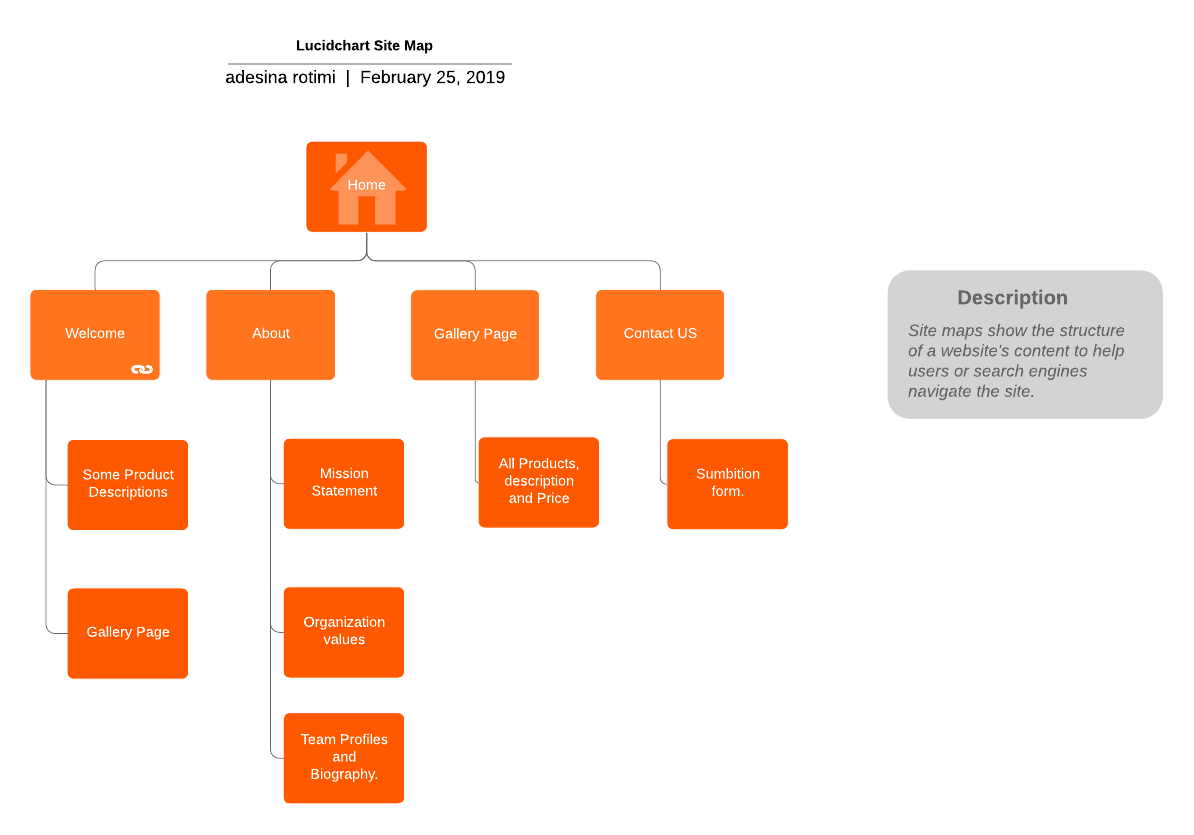 Lucidchart Site Map
adesina rotimi | February 25, 2019
Home
Welcome
About
Gallery Page
Contact US
Description
Site maps show the structure
of a website's content to help
users or search engines
navigate the site.
Some Product
Descriptions
Mission
Statement
All Products,
description
and Price
Sumbition
form.
Gallery Page
Organization
values
Team Profiles
and
Biography.